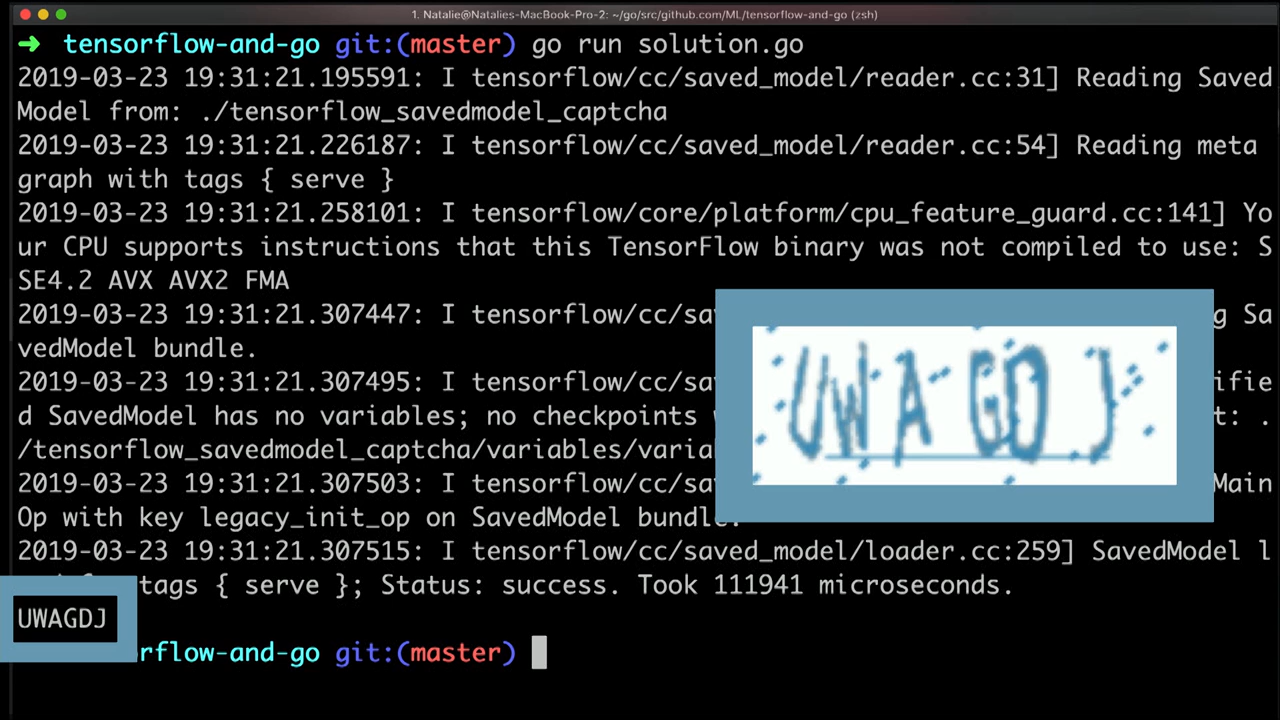 1. Natalie@Natalies-MacBook-Pro-2: ~/go/src/github.com/ML/tensorflow-and-go (zsh)
➜ tensorflow-and-go git:(master) go run solution.go
2019-03-23 19:31:21.195591: I tensorflow/cc/saved_model/reader.cc:31] Reading Saved
Model from: ./tensorflow_savedmodel_captcha
2019-03-23 19:31:21.226187: I tensorflow/cc/saved_model/reader.cc:54] Reading meta
graph with tags { serve }
2019-03-23 19:31:21.258101: I tensorflow/core/platform/cpu_feature_guard.cc:141] Yo
ur CPU supports instructions that this TensorFlow binary was not compiled to use: S
SE4.2 AVX AVX2 FMA
2019-03-23 19:31:21.307447: I tensorflow/cc/sa g Sa
vedModel bundle.
2019-03-23 19:31:21.307495: I tensorflow/cc/sa ifie
d SavedModel has no variables; no checkpoints t: .
/tensorflow_savedmodel_captcha/variables/varia
2019-03-23 19:31:21.307503: I tensorflow/cc/sa Main
Op with key legacy_init_op on SavedModel bundle.
2019-03-23 19:31:21.307515: I tensorflow/cc/saved_model/loader.cc:259] SavedModel l
tags { serve }; Status: success. Took 111941 microseconds.
UWAGDJ
rflow-and-go git:(master)
UWAGDJ